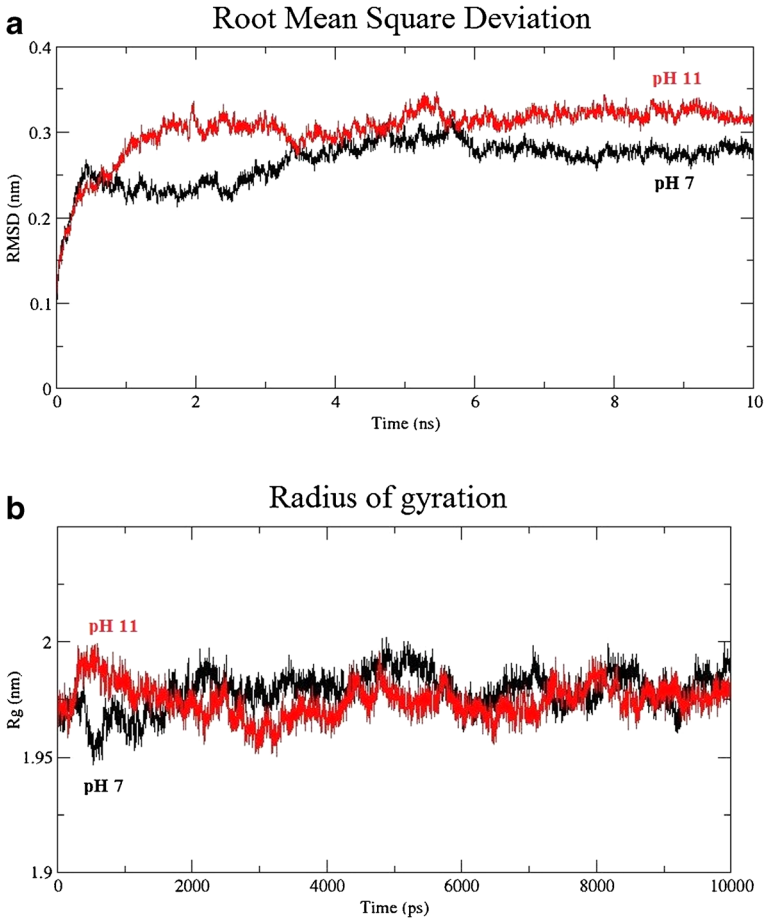 a
Root Mean Square Deviation
0.4
0.3
0.2
0.1
0
RMSD (nm)
pH 11
pH 7
0 2 4 6 8 10
Time (ns)
b
Radius of gyration
2
1.95
1.9
Rg (nm)
pH 11
pH 7
0 2000 4000 6000 8000 10000
Time (ps)